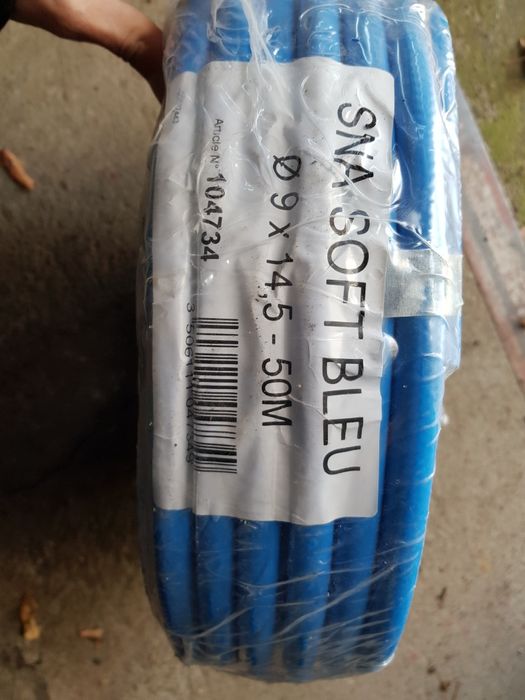 SNA SOFT BLEU
Ø 9 x 14,5 - 50M
Article N° 104734